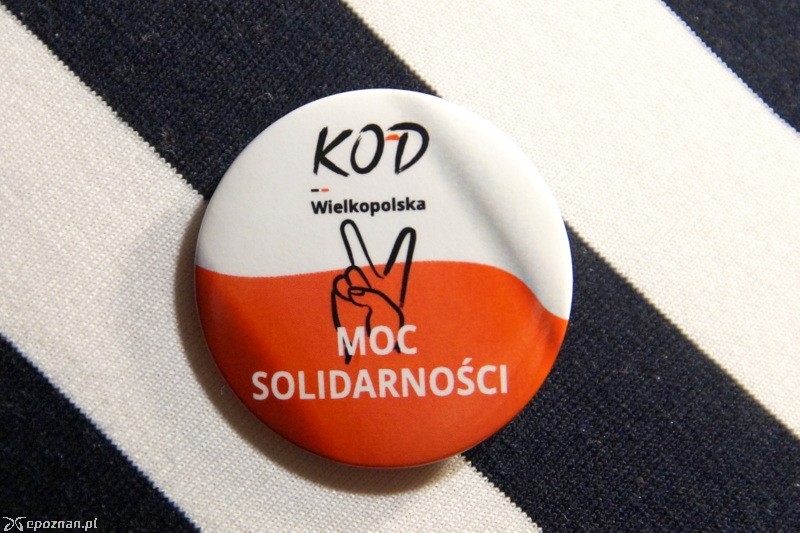 KOD
Wielkopolska
MOC
SOLIDARNOŚCI
epoznan.pl